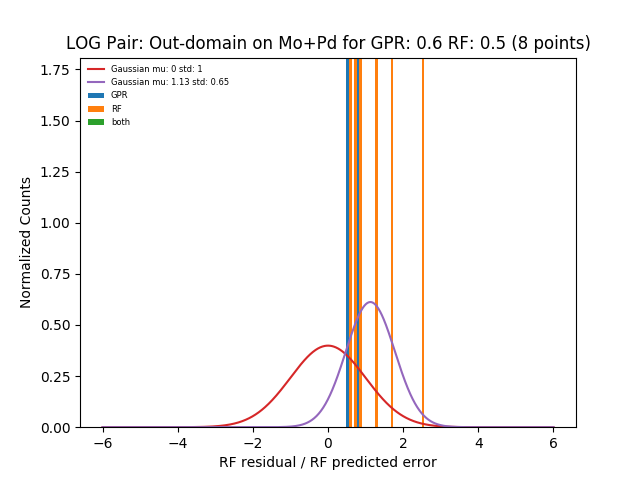 LOG Pair: Out-domain on Mo+Pd for GPR: 0.6 RF: 0.5 (8 points)
1.75
1.50
1.25
1.00
0.75
0.50
0.25
0.00
Normalized Counts
Gaussian mu: 0 std: 1
Gaussian mu: 1.13 std: 0.65
GPR
RF
both
−6
−4
−2
0
2
4
6
RF residual / RF predicted error